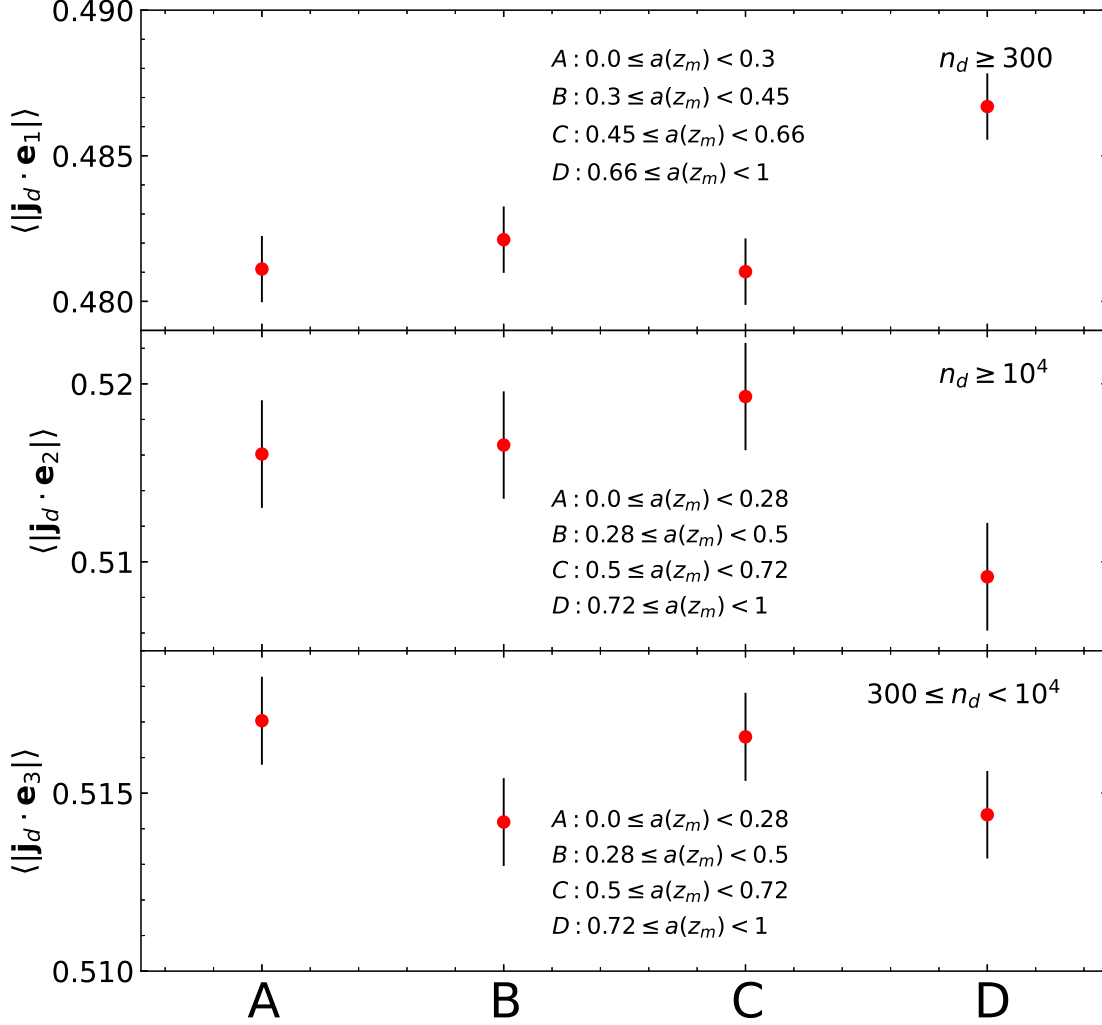 0.490
0.485
0.480
⟨|j_d · e_1|⟩
A : 0.0 ≤ a(z_m) < 0.3
B : 0.3 ≤ a(z_m) < 0.45
C : 0.45 ≤ a(z_m) < 0.66
D : 0.66 ≤ a(z_m) < 1
n_d ≥ 300
0.52
0.51
⟨|j_d · e_2|⟩
n_d ≥ 10^4
A : 0.0 ≤ a(z_m) < 0.28
B : 0.28 ≤ a(z_m) < 0.5
C : 0.5 ≤ a(z_m) < 0.72
D : 0.72 ≤ a(z_m) < 1
0.515
0.510
⟨|j_d · e_3|⟩
300 ≤ n_d < 10^4
A : 0.0 ≤ a(z_m) < 0.28
B : 0.28 ≤ a(z_m) < 0.5
C : 0.5 ≤ a(z_m) < 0.72
D : 0.72 ≤ a(z_m) < 1
A B C D